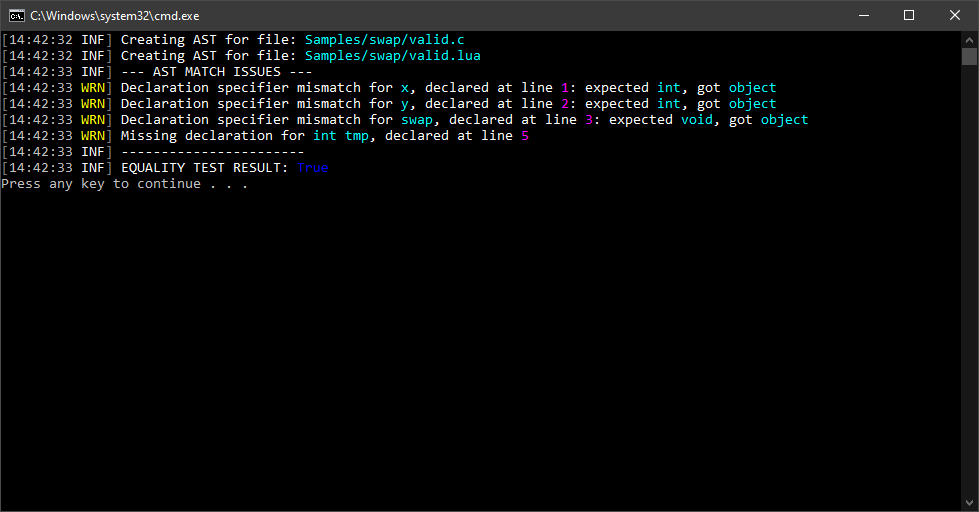 C:\Windows\system32\cmd.exe
[14:42:32 INF] Creating AST for file: Samples/swap/valid.c
[14:42:32 INF] Creating AST for file: Samples/swap/valid.lua
[14:42:33 INF] --- AST MATCH ISSUES ---
[14:42:33 WRN] Declaration specifier mismatch for x, declared at line 1: expected int, got object
[14:42:33 WRN] Declaration specifier mismatch for y, declared at line 2: expected int, got object
[14:42:33 WRN] Declaration specifier mismatch for swap, declared at line 3: expected void, got object
[14:42:33 WRN] Missing declaration for int tmp, declared at line 5
[14:42:33 INF] -----------------------
[14:42:33 INF] EQUALITY TEST RESULT: True
Press any key to continue . . .